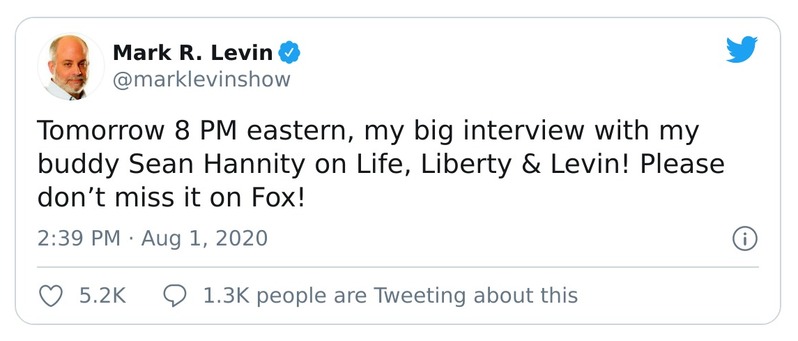 Mark R. Levin
@marklevinshow
Tomorrow 8 PM eastern, my big interview with my
buddy Sean Hannity on Life, Liberty & Levin! Please
don’t miss it on Fox!
2:39 PM · Aug 1, 2020
5.2K 1.3K people are Tweeting about this